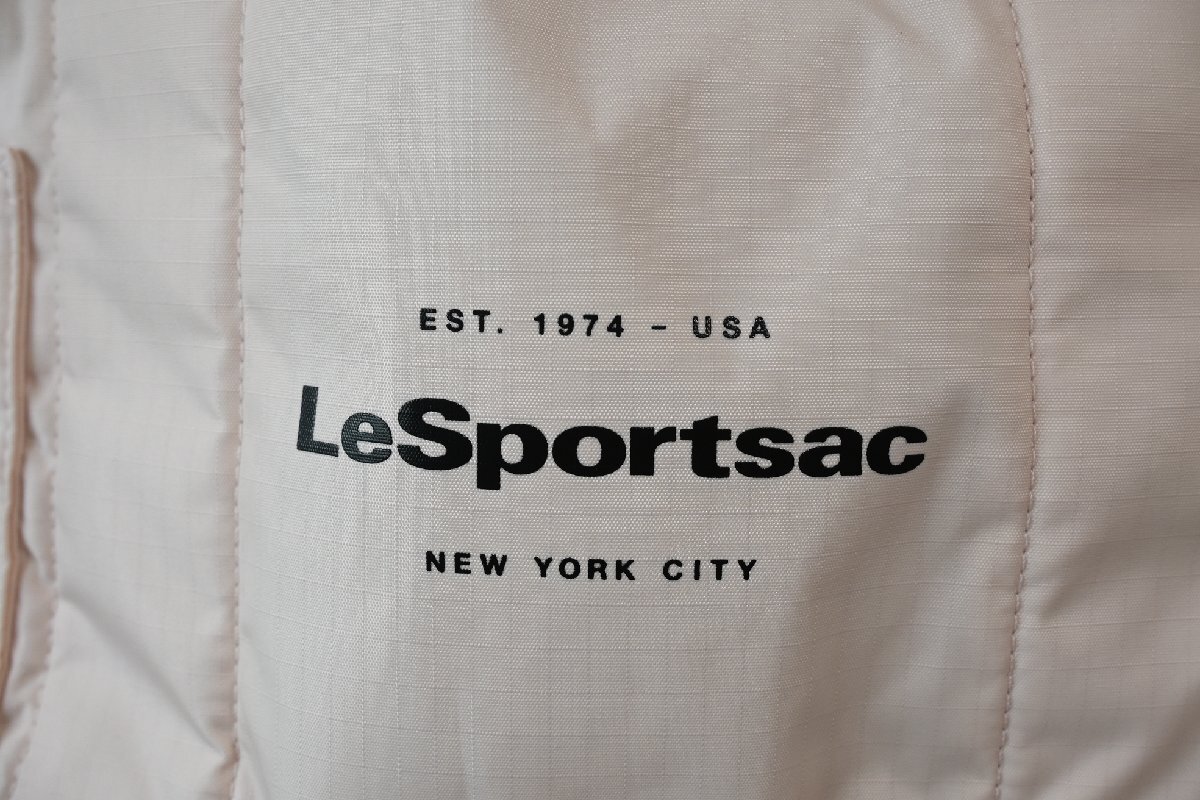 EST. 1974 - USA
LeSportsac
NEW YORK CITY